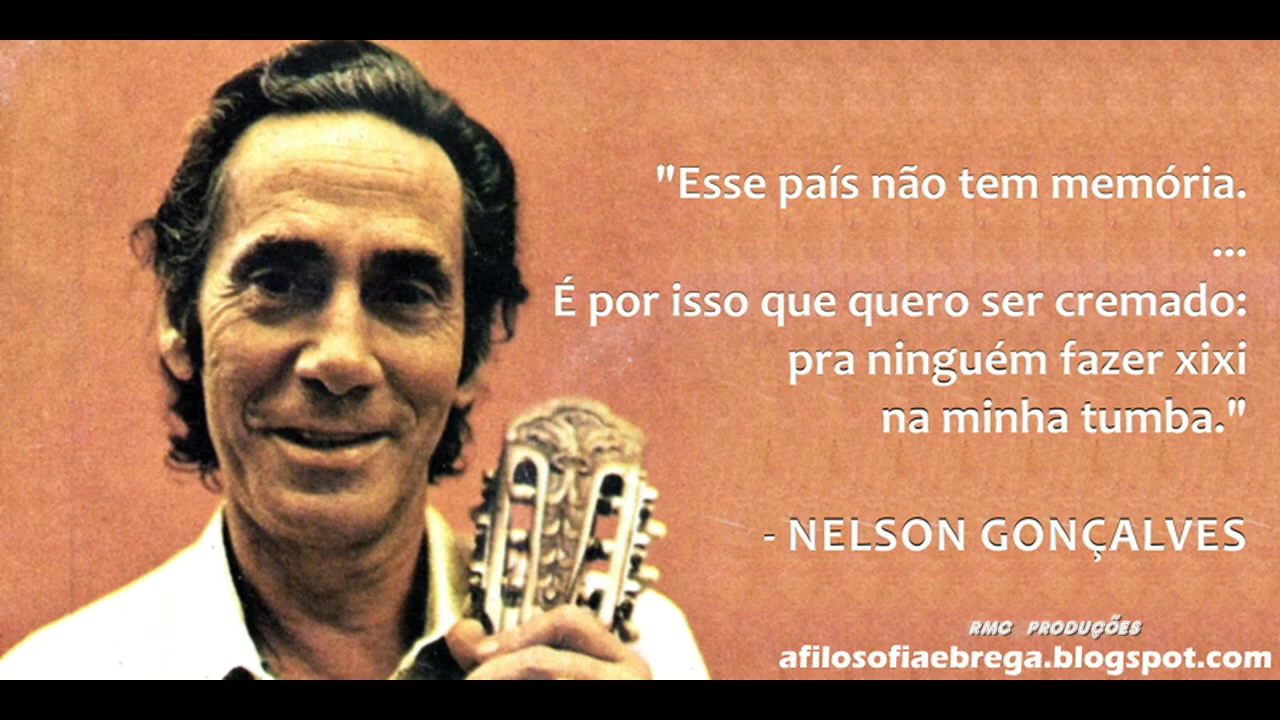 "Esse país não tem memória.
...
É por isso que quero ser cremado:
pra ninguém fazer xixi
na minha tumba."
- NELSON GONÇALVES
RMC PRODUÇÕES
afilosofiaebrega.blogspot.com